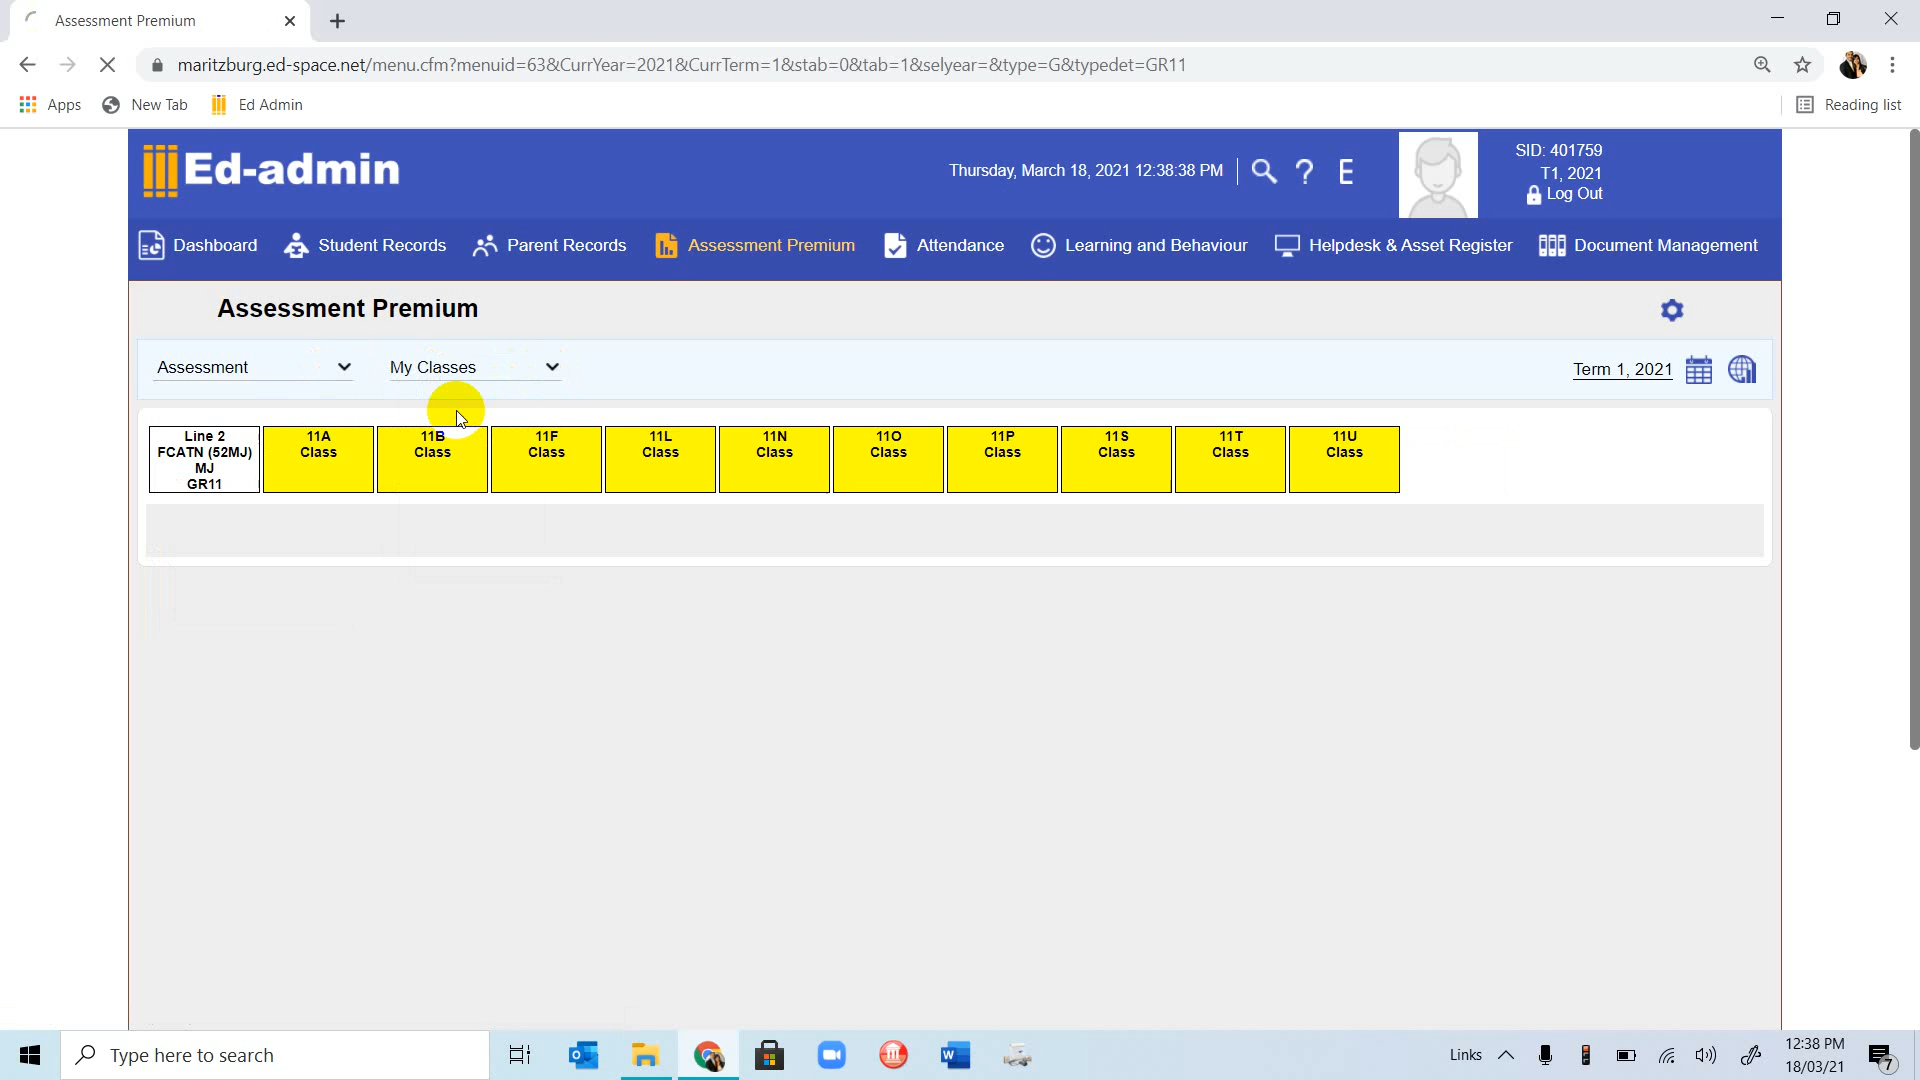 Assessment Premium
maritzburg.ed-space.net/menu.cfm?menuid=63&CurrYear=2021&CurrTerm=1&stab=0&tab=1&selyear=&type=G&typedet=GR11
Apps New Tab Ed Admin Reading list
Ed-admin
Thursday, March 18, 2021 12:38:38 PM
SID: 401759
T1, 2021
Log Out
Dashboard Student Records Parent Records Assessment Premium Attendance Learning and Behaviour Helpdesk & Asset Register Document Management
Assessment Premium
Assessment My Classes Term 1, 2021
Line 2
FCATN (52MJ)
MJ
GR11
11A
Class
11B
Class
11F
Class
11L
Class
11N
Class
11O
Class
11P
Class
11S
Class
11T
Class
11U
Class
Type here to search
Links
12:38 PM
18/03/21
7